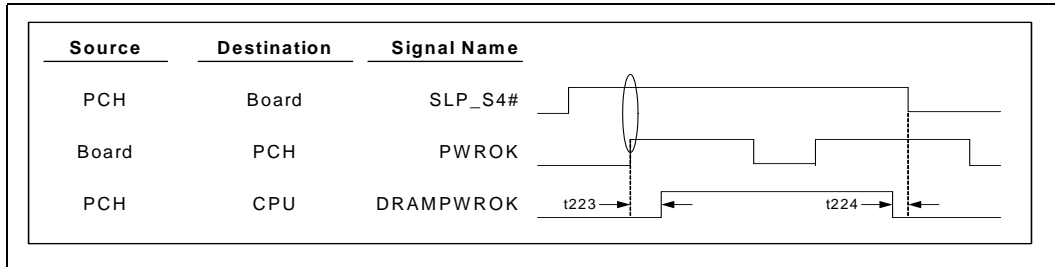 Source Destination Signal Name
PCH Board SLP_S4#
Board PCH PWROK
PCH CPU DRAMPWROK t223 t224